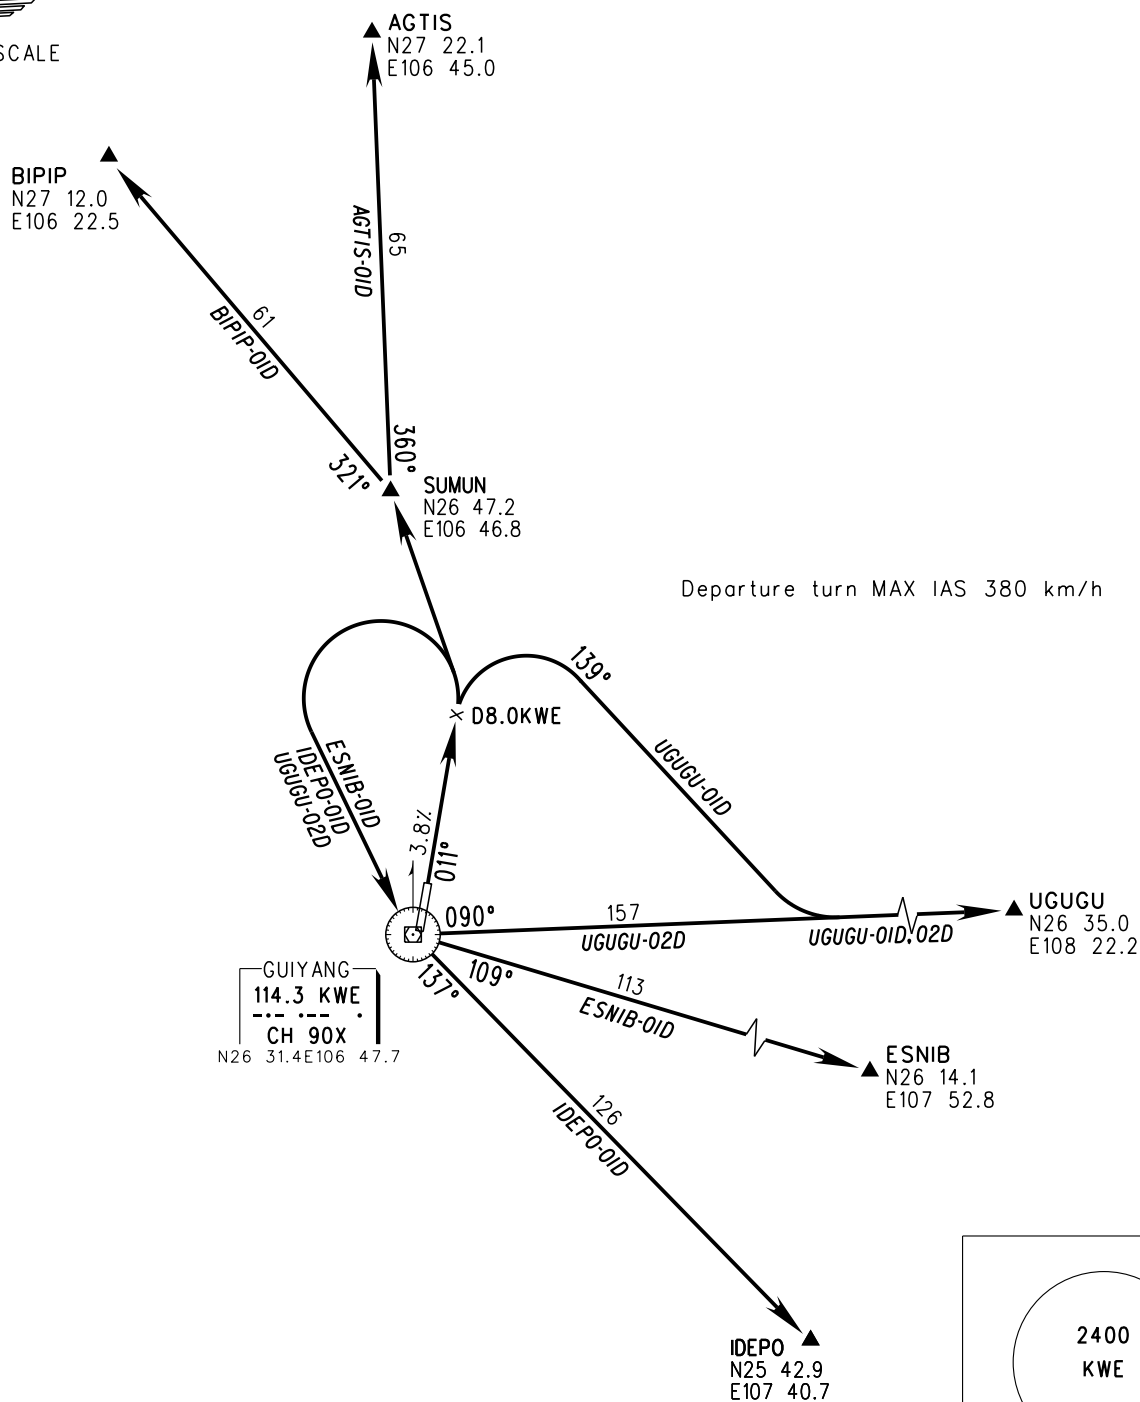 SCALE
AGTIS
N27 22.1
E106 45.0
BIPIP
N27 12.0
E106 22.5
65
AGTIS-01D
61
BIPIP-01D
360°
321°
SUMUN
N26 47.2
E106 46.8
Departure turn MAX IAS 380 km/h
139°
D8.0KWE
UGUGU-01D
ESNIB-01D
IDEPO-01D
UGUGU-02D
3.8%
011°
090°
157
UGUGU-02D
UGUGU-01D,02D
UGUGU
N26 35.0
E108 22.2
109°
137°
113
ESNIB-01D
GUIYANG
114.3 KWE
CH 90X
N26 31.4E106 47.7
ESNIB
N26 14.1
E107 52.8
126
IDEPO-01D
IDEPO
N25 42.9
E107 40.7
2400
KWE